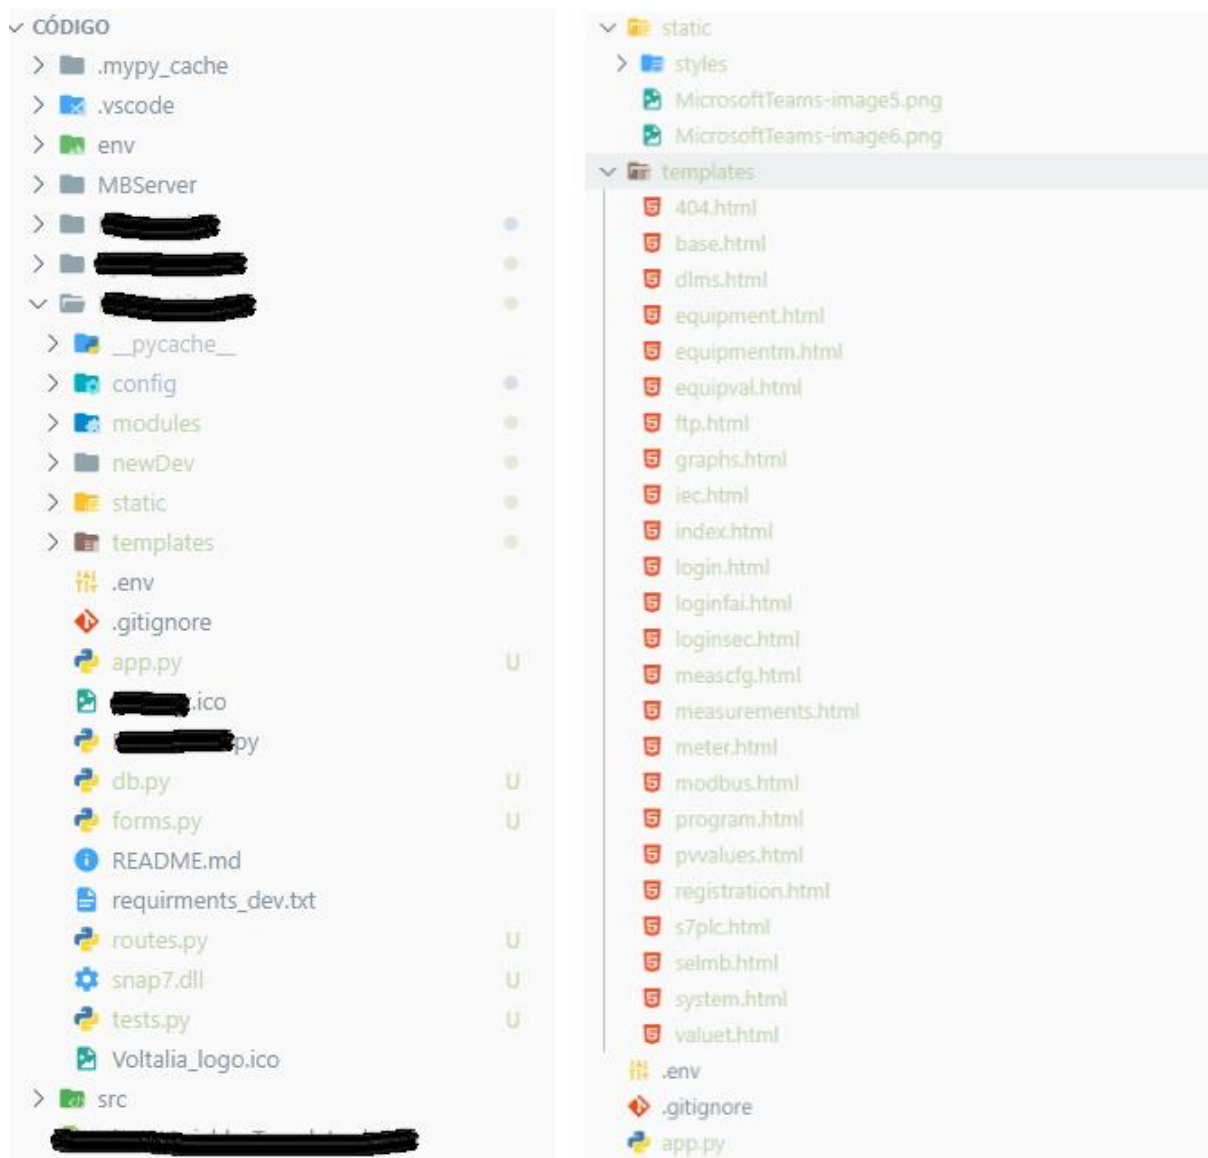 CÓDIGO
.mypy_cache
.vscode
env
MBServer
__pycache__
config
modules
newDev
static
templates
.env
.gitignore
app.py U
.ico
py
db.py U
forms.py U
README.md
requirments_dev.txt
routes.py U
snap7.dll U
tests.py U
Voltalia_logo.ico
src
static
styles
MicrosoftTeams-image5.png
MicrosoftTeams-image6.png
templates
404.html
base.html
dlms.html
equipment.html
equipmentm.html
equipval.html
ftp.html
graphs.html
iec.html
index.html
login.html
loginfai.html
loginsec.html
meascfg.html
measurements.html
meter.html
modbus.html
program.html
pvvalues.html
registration.html
s7plc.html
selmb.html
system.html
valuet.html
.env
.gitignore
app.py